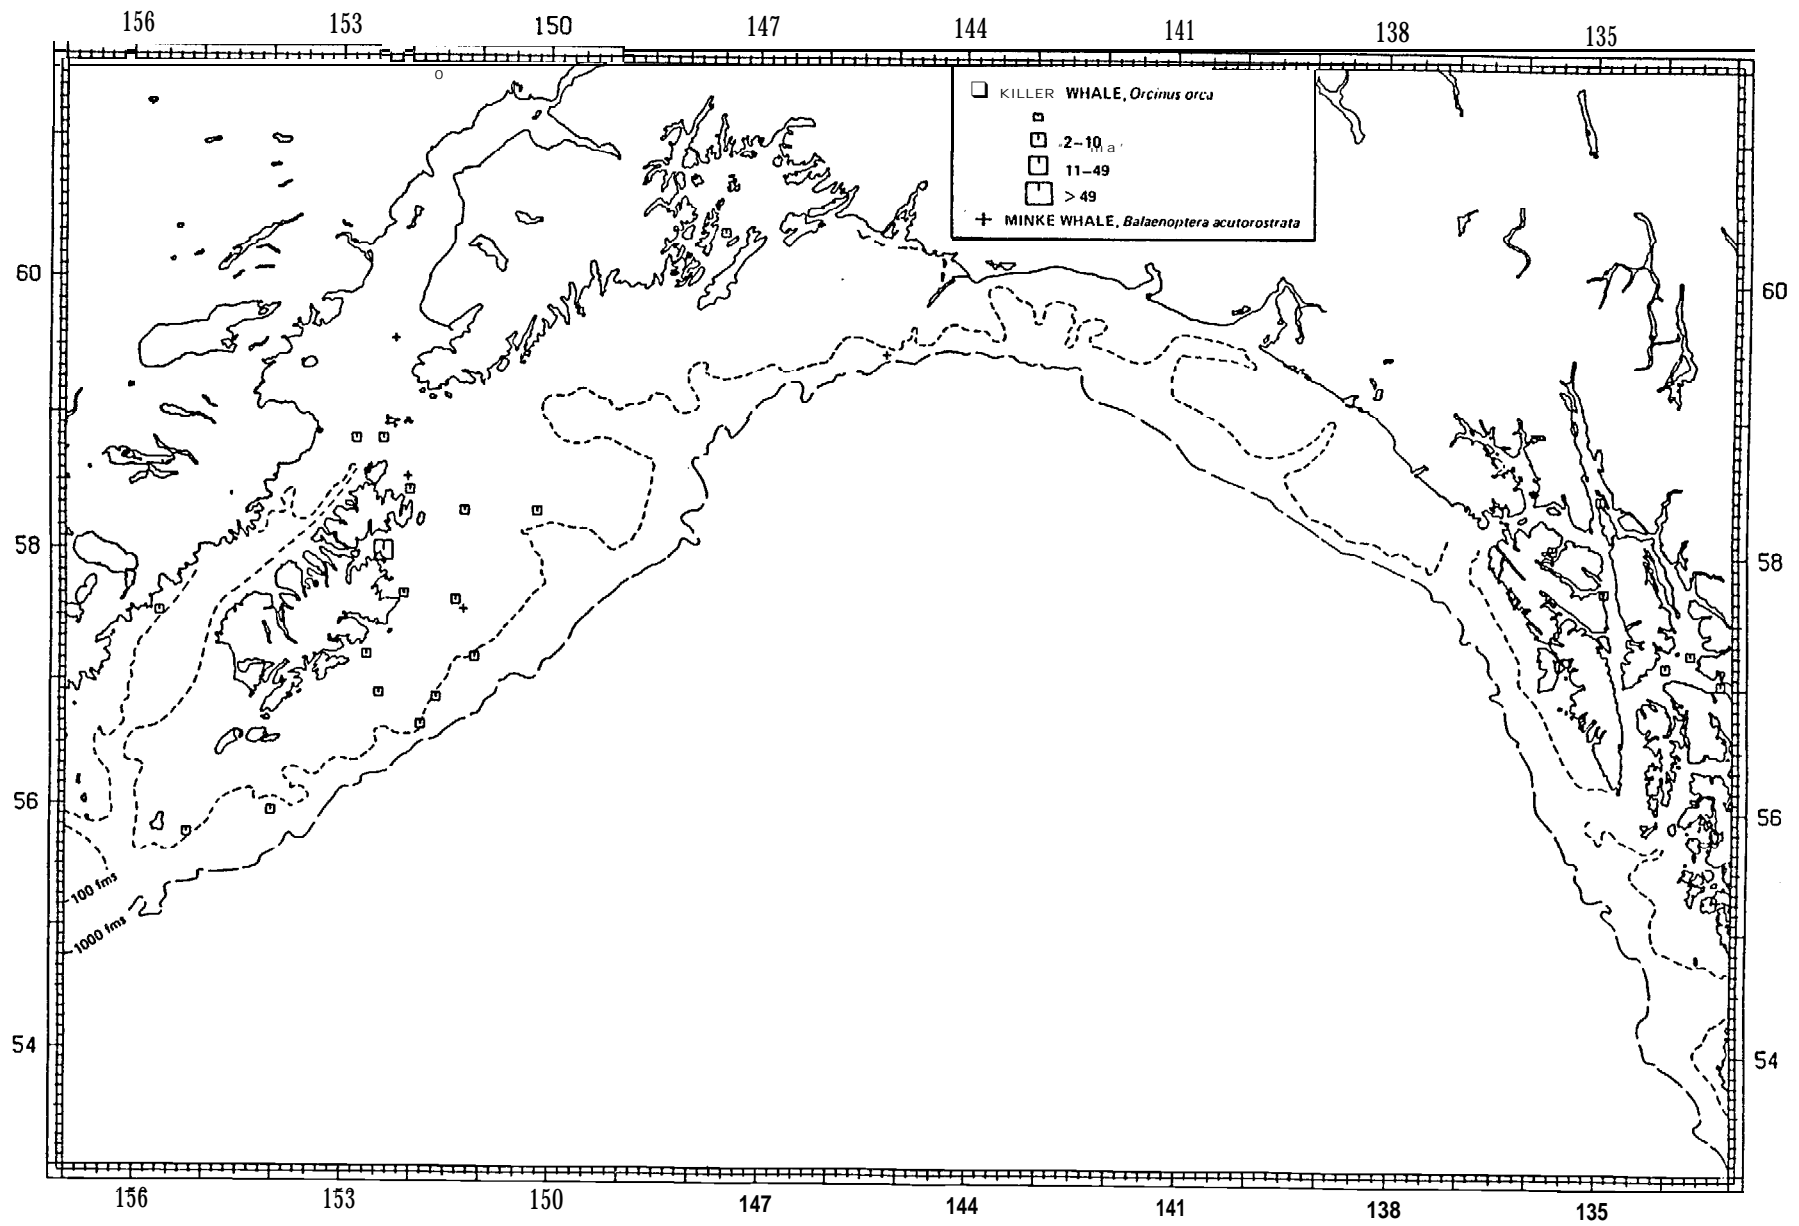 156 153 150 147 144 141 138 135
KILLER WHALE, Orcinus orca
2-10
11-49
> 49
+ MINKE WHALE, Balaenoptera acutorostrata
60 60
58 58
56 56
100 fms
1000 fms
54 54
156 153 150 147 144 141 138 135